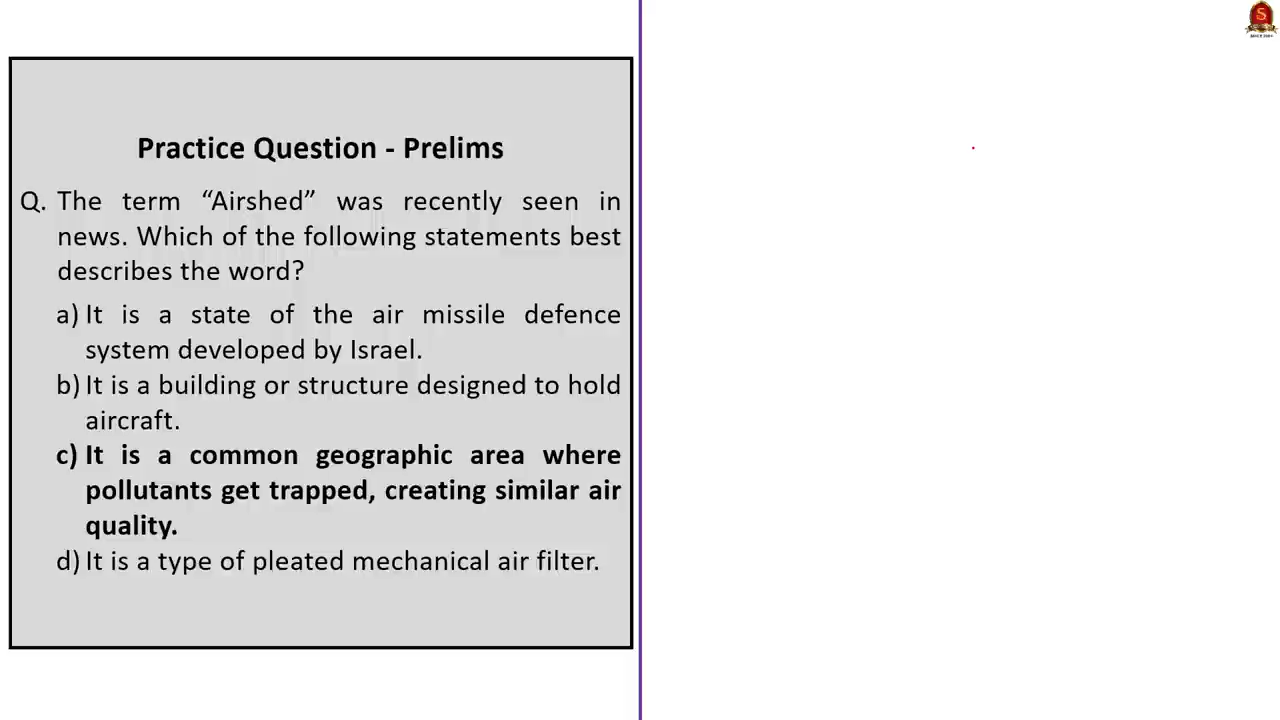 Practice Question - Prelims
Q. The term “Airshed” was recently seen in
news. Which of the following statements best
describes the word?
a) It is a state of the air missile defence
system developed by Israel.
b) It is a building or structure designed to hold
aircraft.
c) It is a common geographic area where
pollutants get trapped, creating similar air
quality.
d) It is a type of pleated mechanical air filter.
S